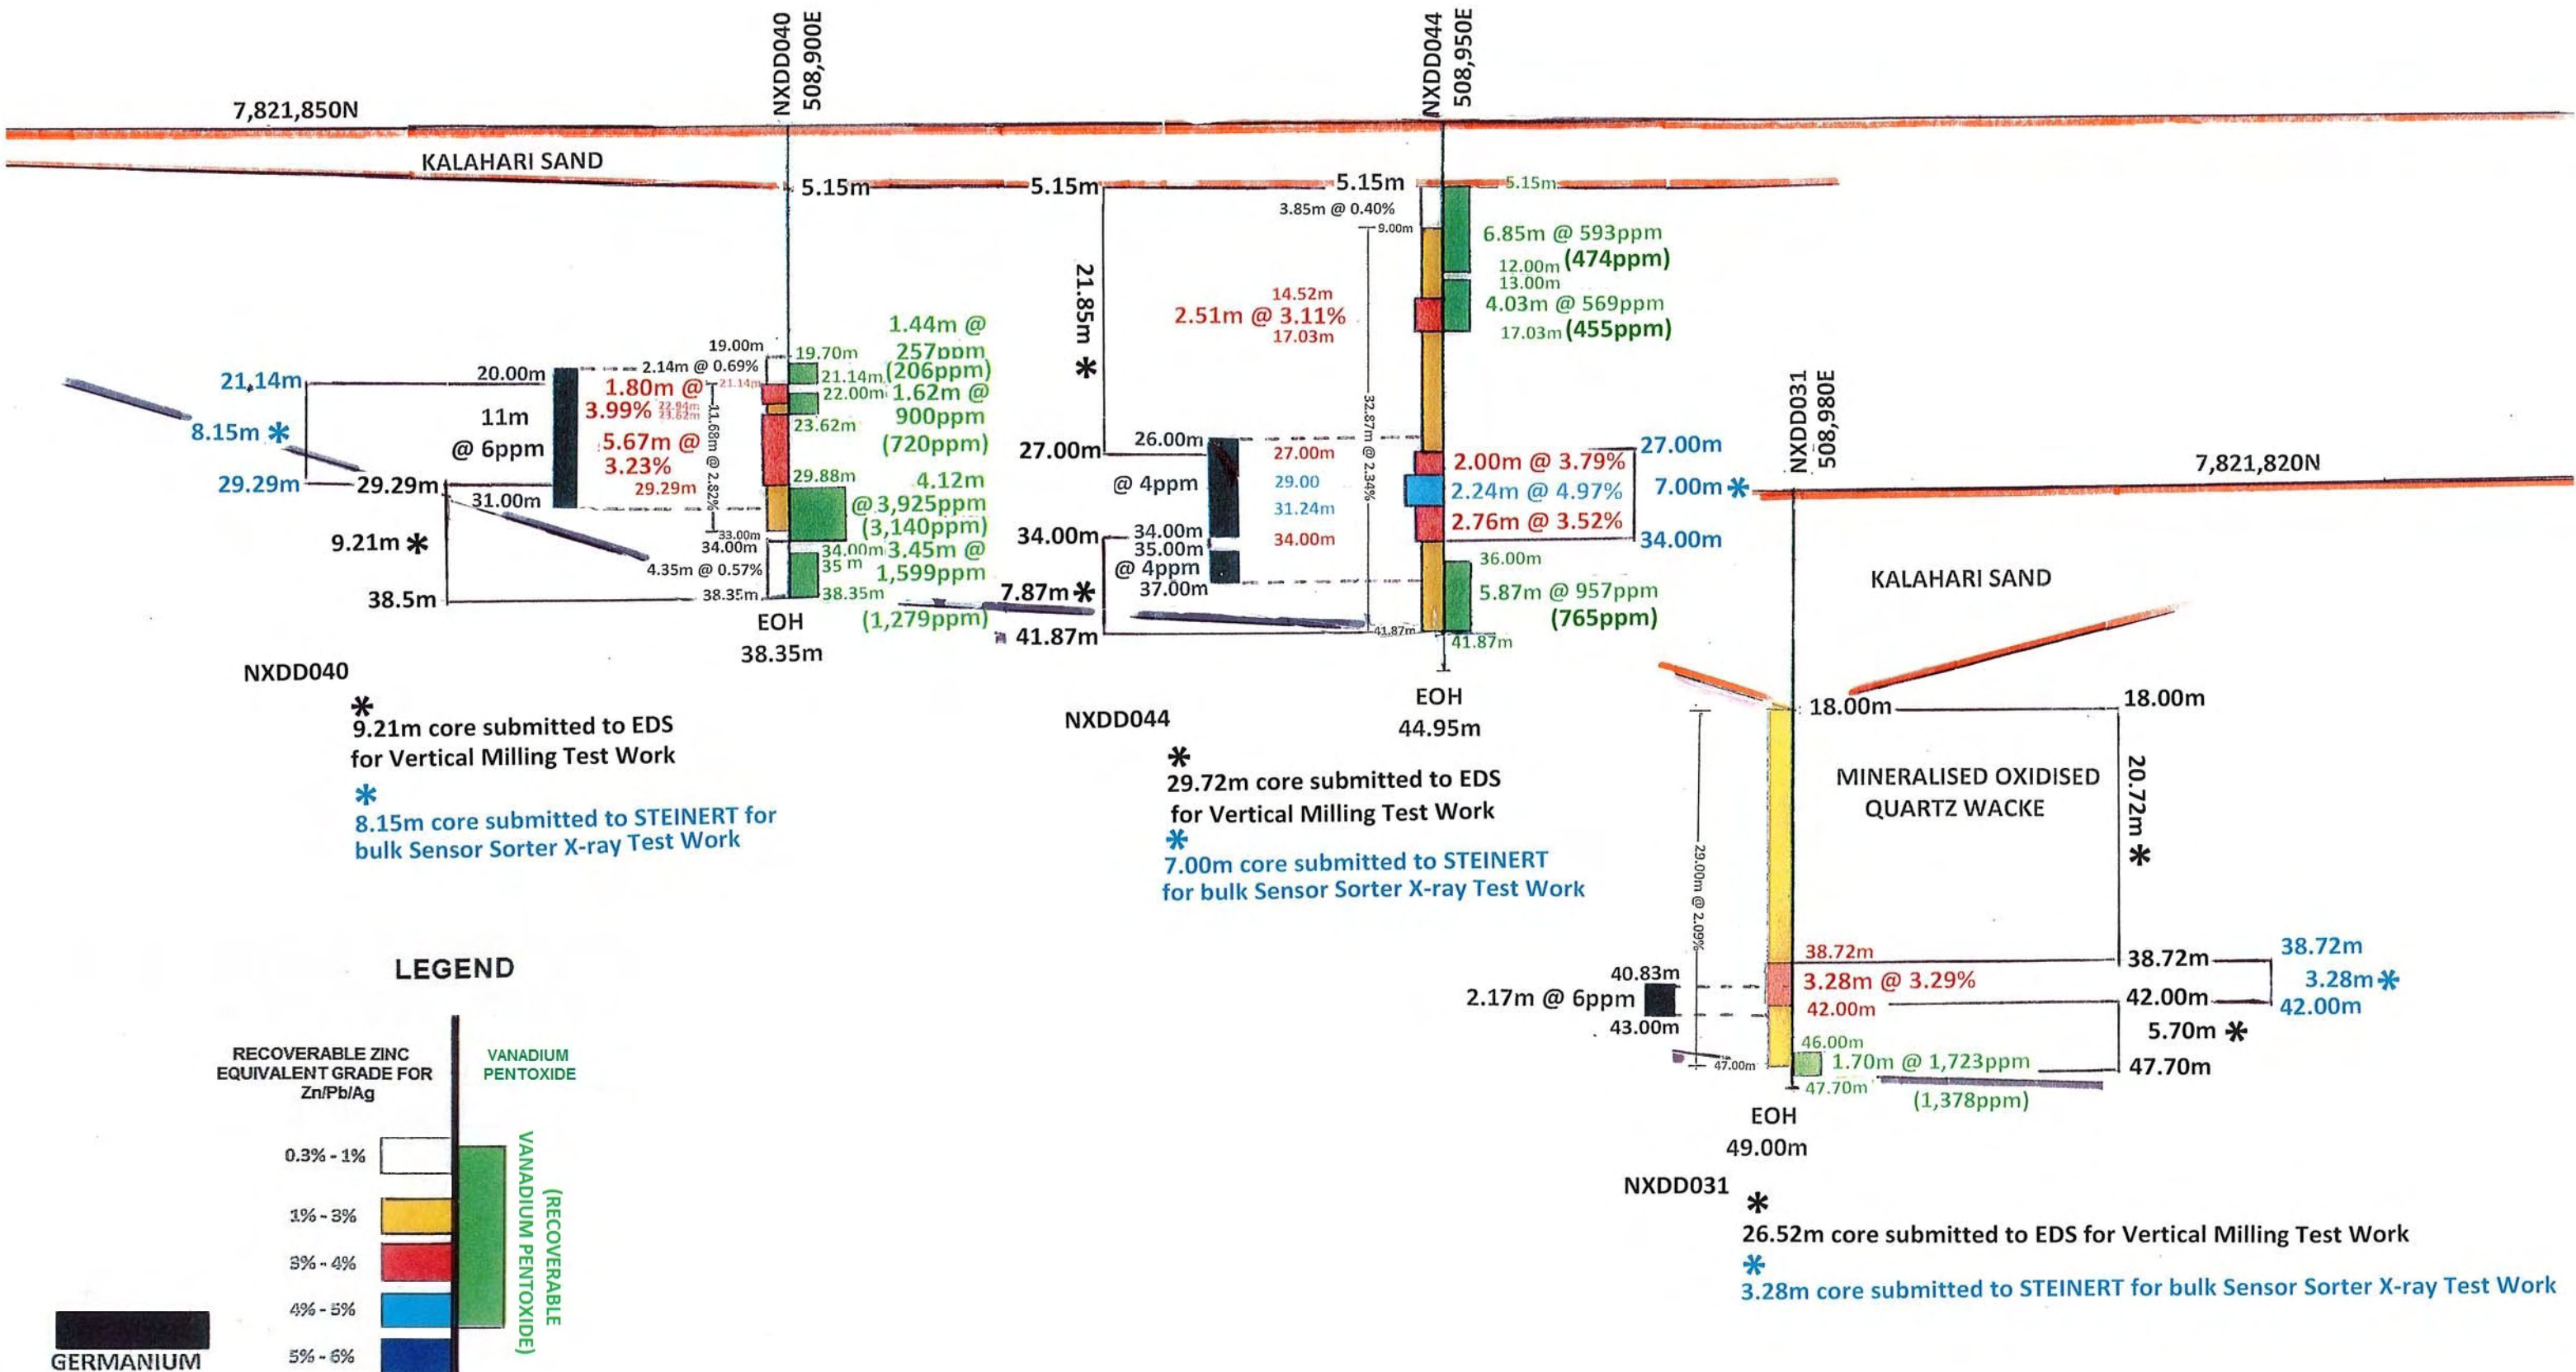 NXDD040
508,900E
NXDD044
508,950E
7,821,850N
KALAHARI SAND
5.15m
5.15m
5.15m
5.15m
3.85m @ 0.40%
9.00m
6.85m @ 593ppm
(474ppm)
12.00m
13.00m
4.03m @ 569ppm
17.03m (455ppm)
21.85m *
14.52m
2.51m @ 3.11%
17.03m
32.87m @ 2.34%
1.44m @
257ppm
(206ppm)
19.00m
19.70m
2.14m @ 0.69%
21.14m
20.00m
21.14m
21.14m
22.00m
1.62m @
900ppm
(720ppm)
1.80m @
3.99%
22.94m
23.62m
23.62m
11m
@ 6ppm
8.15m *
5.67m @
3.23%
29.29m
11.68m @ 2.82%
29.29m
29.29m
29.88m
4.12m
@ 3,925ppm
(3,140ppm)
31.00m
33.00m
34.00m
34.00m
3.45m @
1,599ppm
35 m
9.21m *
4.35m @ 0.57%
38.5m
38.35m
38.35m
(1,279ppm)
EOH
38.35m
27.00m
26.00m
@ 4ppm
27.00m
29.00
31.24m
34.00m
2.00m @ 3.79%
2.24m @ 4.97%
2.76m @ 3.52%
27.00m
7.00m *
34.00m
34.00m
34.00m
35.00m
@ 4ppm
37.00m
7.87m *
41.87m
41.87m
36.00m
5.87m @ 957ppm
(765ppm)
41.87m
EOH
44.95m
NXDD031
508,980E
7,821,820N
KALAHARI SAND
18.00m
18.00m
MINERALISED OXIDISED
QUARTZ WACKE
20.72m *
29.00m @ 2.09%
38.72m
38.72m
38.72m
3.28m @ 3.29%
3.28m *
42.00m
42.00m
42.00m
40.83m
2.17m @ 6ppm
43.00m
5.70m *
46.00m
1.70m @ 1,723ppm
47.00m
47.70m
47.70m
(1,378ppm)
EOH
49.00m
NXDD040
*
9.21m core submitted to EDS
for Vertical Milling Test Work
*
8.15m core submitted to STEINERT for
bulk Sensor Sorter X-ray Test Work
NXDD044
*
29.72m core submitted to EDS
for Vertical Milling Test Work
*
7.00m core submitted to STEINERT
for bulk Sensor Sorter X-ray Test Work
NXDD031
*
26.52m core submitted to EDS for Vertical Milling Test Work
*
3.28m core submitted to STEINERT for bulk Sensor Sorter X-ray Test Work
LEGEND
RECOVERABLE ZINC
EQUIVALENT GRADE FOR
Zn/Pb/Ag
VANADIUM
PENTOXIDE
0.3% - 1%
1% - 3%
3% - 4%
4% - 5%
5% - 6%
(RECOVERABLE
VANADIUM PENTOXIDE)
GERMANIUM